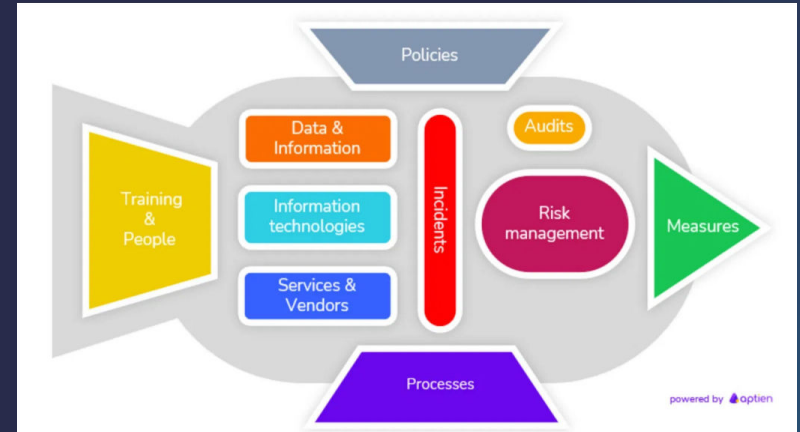 Policies
Data &
Information
Audits
Training
&
People
Information
technologies
Incidents
Risk
management
Measures
Services &
Vendors
Processes
powered by aptien